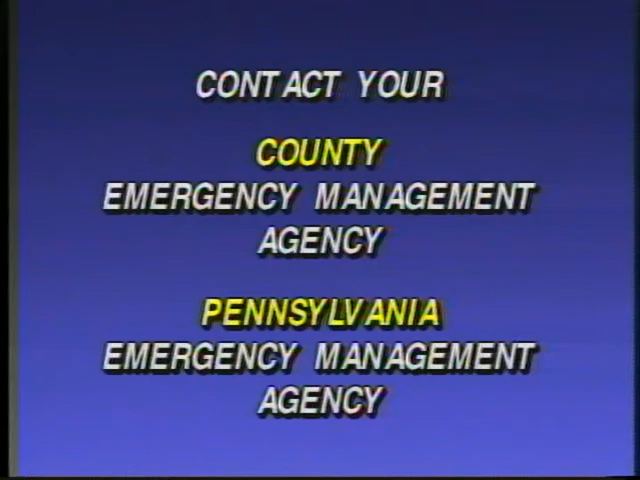 CONTACT YOUR
COUNTY
EMERGENCY MANAGEMENT
AGENCY
PENNSYLVANIA
EMERGENCY MANAGEMENT
AGENCY